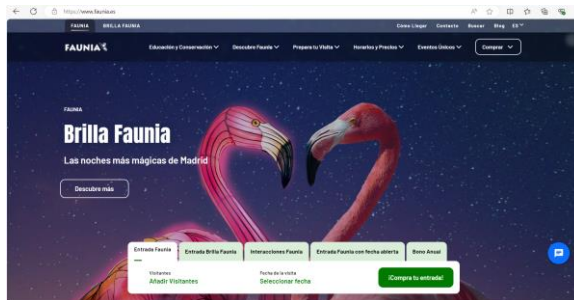 https://www.faunia.es
FAUNIA BRILLA FAUNIA Cómo Llegar Contacto Buscar Blog ES
FAUNIA Educación y Conservación Descubre Faunia Prepara tu Visita Horarios y Precios Eventos Únicos Comprar
FAUNIA
Brilla Faunia
Las noches más mágicas de Madrid
Descubre más
Entrada Faunia Entrada Brilla Faunia Interacciones Faunia Entrada Faunia con fecha abierta Bono Anual
Visitantes Fecha de la visita
Añadir Visitantes Seleccionar fecha ¡Compra tu entrada!